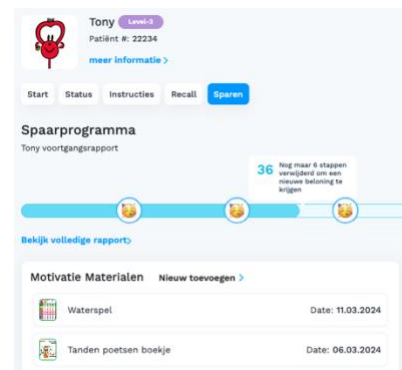 Tony Level-3
Patiënt #: 22234
meer informatie >
Start Status Instructies Recall Sparen
Spaarprogramma
Tony voortgangsrapport
36 Nog maar 6 stappen
verwijderd om een
nieuwe beloning te
krijgen
Bekijk volledige rapport>
Motivatie Materialen Nieuw toevoegen >
Waterspel Date: 11.03.2024
Tanden poetsen boekje Date: 06.03.2024